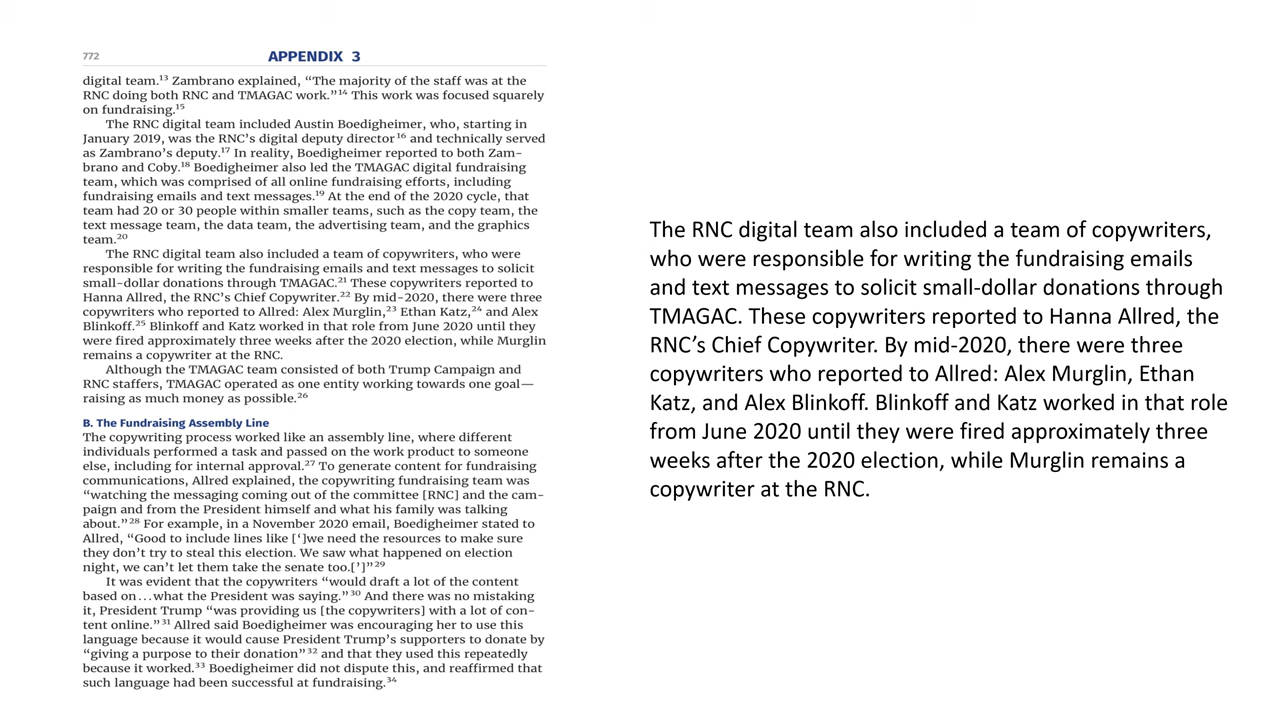 772
APPENDIX 3
digital team.¹³ Zambrano explained, “The majority of the staff was at the
RNC doing both RNC and TMAGAC work.”¹⁴ This work was focused squarely
on fundraising.¹⁵
The RNC digital team included Austin Boedigheimer, who, starting in
January 2019, was the RNC’s digital deputy director¹⁶ and technically served
as Zambrano’s deputy.¹⁷ In reality, Boedigheimer reported to both Zam-
brano and Coby.¹⁸ Boedigheimer also led the TMAGAC digital fundraising
team, which was comprised of all online fundraising efforts, including
fundraising emails and text messages.¹⁹ At the end of the 2020 cycle, that
team had 20 or 30 people within smaller teams, such as the copy team, the
text message team, the data team, the advertising team, and the graphics
team.²⁰
The RNC digital team also included a team of copywriters, who were
responsible for writing the fundraising emails and text messages to solicit
small-dollar donations through TMAGAC.²¹ These copywriters reported to
Hanna Allred, the RNC’s Chief Copywriter.²² By mid-2020, there were three
copywriters who reported to Allred: Alex Murglin,²³ Ethan Katz,²⁴ and Alex
Blinkoff.²⁵ Blinkoff and Katz worked in that role from June 2020 until they
were fired approximately three weeks after the 2020 election, while Murglin
remains a copywriter at the RNC.
Although the TMAGAC team consisted of both Trump Campaign and
RNC staffers, TMAGAC operated as one entity working towards one goal—
raising as much money as possible.²⁶
B. The Fundraising Assembly Line
The copywriting process worked like an assembly line, where different
individuals performed a task and passed on the work product to someone
else, including for internal approval.²⁷ To generate content for fundraising
communications, Allred explained, the copywriting fundraising team was
“watching the messaging coming out of the committee [RNC] and the cam-
paign and from the President himself and what his family was talking
about.”²⁸ For example, in a November 2020 email, Boedigheimer stated to
Allred, “Good to include lines like [‘]we need the resources to make sure
they don’t try to steal this election. We saw what happened on election
night, we can’t let them take the senate too.[’]”²⁹
It was evident that the copywriters “would draft a lot of the content
based on...what the President was saying.”³⁰ And there was no mistaking
it, President Trump “was providing us [the copywriters] with a lot of con-
tent online.”³¹ Allred said Boedigheimer was encouraging her to use this
language because it would cause President Trump’s supporters to donate by
“giving a purpose to their donation”³² and that they used this repeatedly
because it worked.³³ Boedigheimer did not dispute this, and reaffirmed that
such language had been successful at fundraising.³⁴
The RNC digital team also included a team of copywriters,
who were responsible for writing the fundraising emails
and text messages to solicit small-dollar donations through
TMAGAC. These copywriters reported to Hanna Allred, the
RNC’s Chief Copywriter. By mid-2020, there were three
copywriters who reported to Allred: Alex Murglin, Ethan
Katz, and Alex Blinkoff. Blinkoff and Katz worked in that role
from June 2020 until they were fired approximately three
weeks after the 2020 election, while Murglin remains a
copywriter at the RNC.